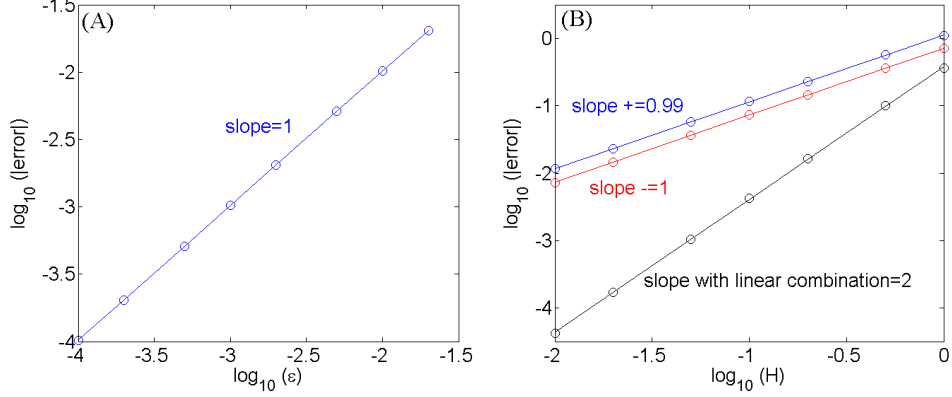 (A)
-1.5
-2
-2.5
-3
-3.5
-4
log10 (|error|
slope=1
-4
-3.5
-3
-2.5
-2
-1.5
log10 (ε)
(B)
0
-1
-2
-3
-4
log10 (|error|)
slope +=0.99
slope -=1
slope with linear combination=2
-2
-1.5
-1
-0.5
0
log10 (H)